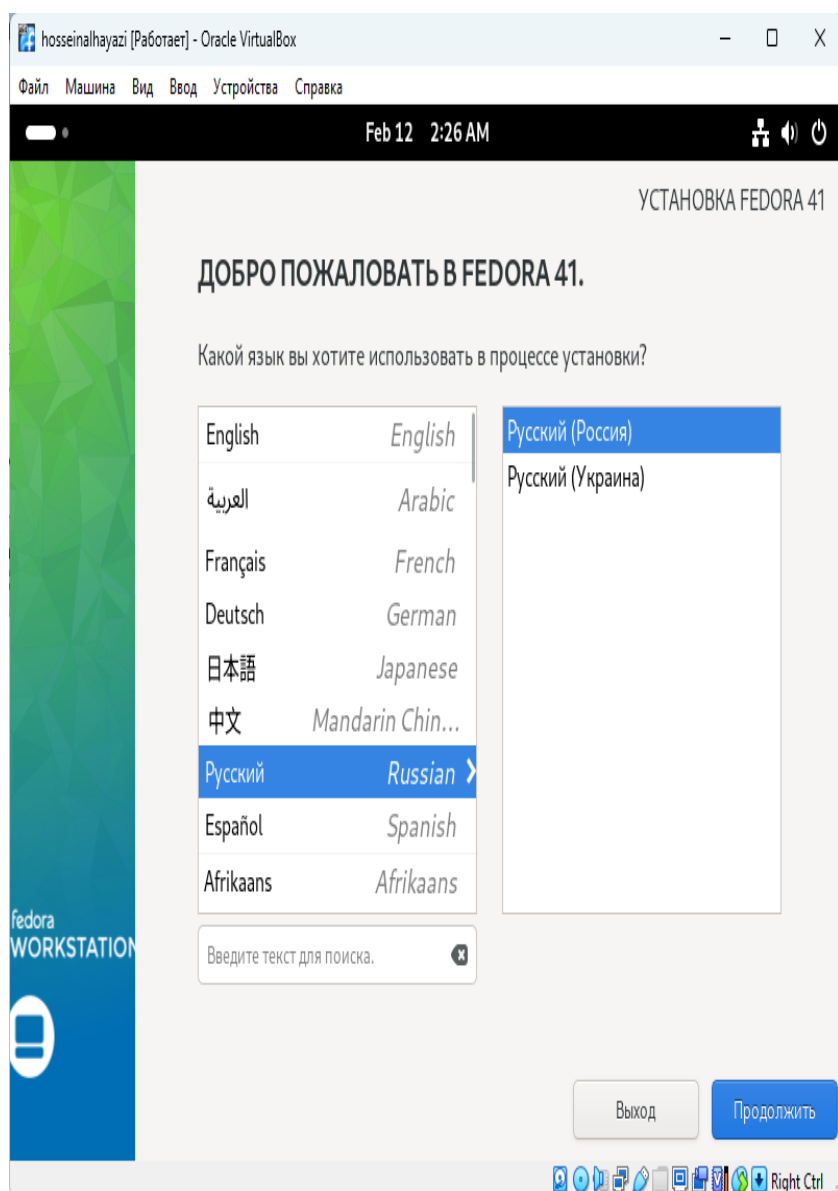 hosseinalhayazi [Работает] - Oracle VirtualBox
Файл Машина Вид Ввод Устройства Справка
Feb 12 2:26 AM
УСТАНОВКА FEDORA 41
ДОБРО ПОЖАЛОВАТЬ В FEDORA 41.
Какой язык вы хотите использовать в процессе установки?
English English
العربية Arabic
Français French
Deutsch German
日本語 Japanese
中文 Mandarin Chin...
Русский Russian
Español Spanish
Afrikaans Afrikaans
Русский (Россия)
Русский (Украина)
Введите текст для поиска.
fedora
WORKSTATION
Выход Продолжить
Right Ctrl